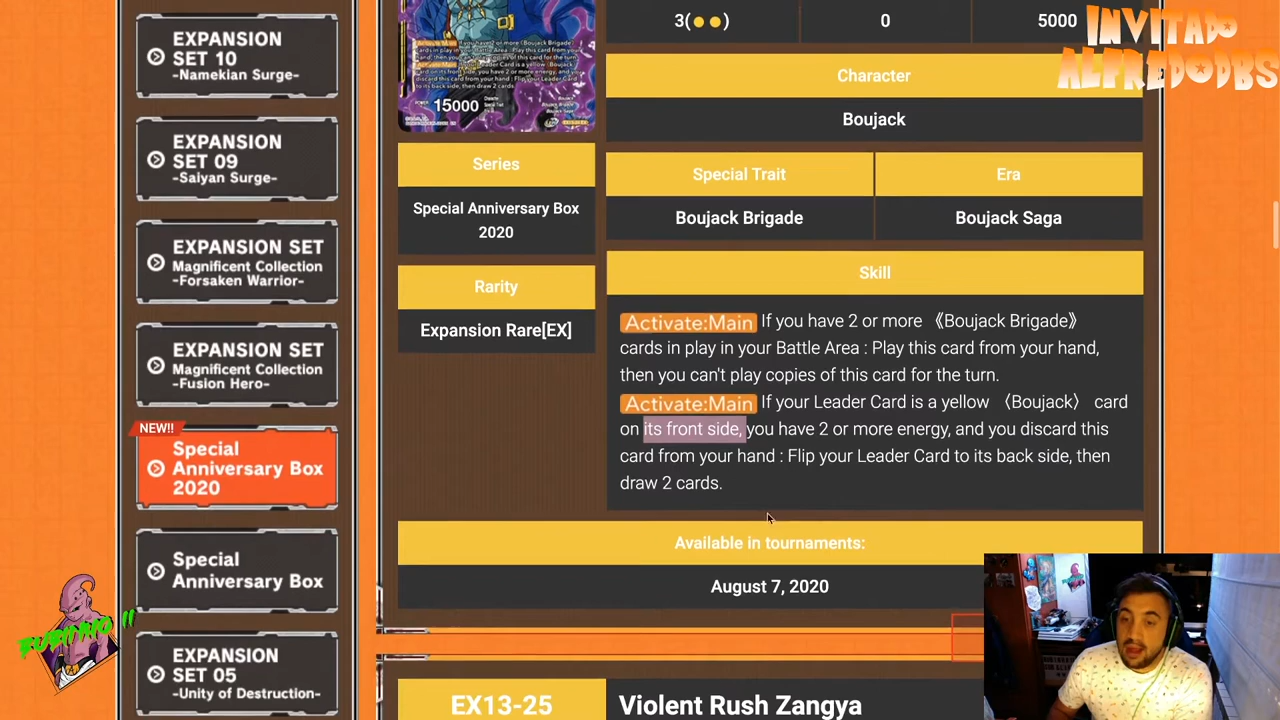 EXPANSION
SET 10
-Namekian Surge-
EXPANSION
SET 09
-Saiyan Surge-
EXPANSION SET
Magnificent Collection
-Forsaken Warrior-
EXPANSION SET
Magnificent Collection
-Fusion Hero-
NEW!!
Special
Anniversary Box
2020
Special
Anniversary Box
EXPANSION
SET 05
-Unity of Destruction-
POWER 15000
Series
Special Anniversary Box
2020
Rarity
Expansion Rare[EX]
3(●●)
0
5000
Character
Boujack
Special Trait
Era
Boujack Brigade
Boujack Saga
Skill
Activate:Main If you have 2 or more 《Boujack Brigade》
cards in play in your Battle Area : Play this card from your hand,
then you can't play copies of this card for the turn.
Activate:Main If your Leader Card is a yellow 〈Boujack〉 card
on its front side, you have 2 or more energy, and you discard this
card from your hand : Flip your Leader Card to its back side, then
draw 2 cards.
Available in tournaments:
August 7, 2020
EX13-25
Violent Rush Zangya
INVITADO
ALFREDODBS